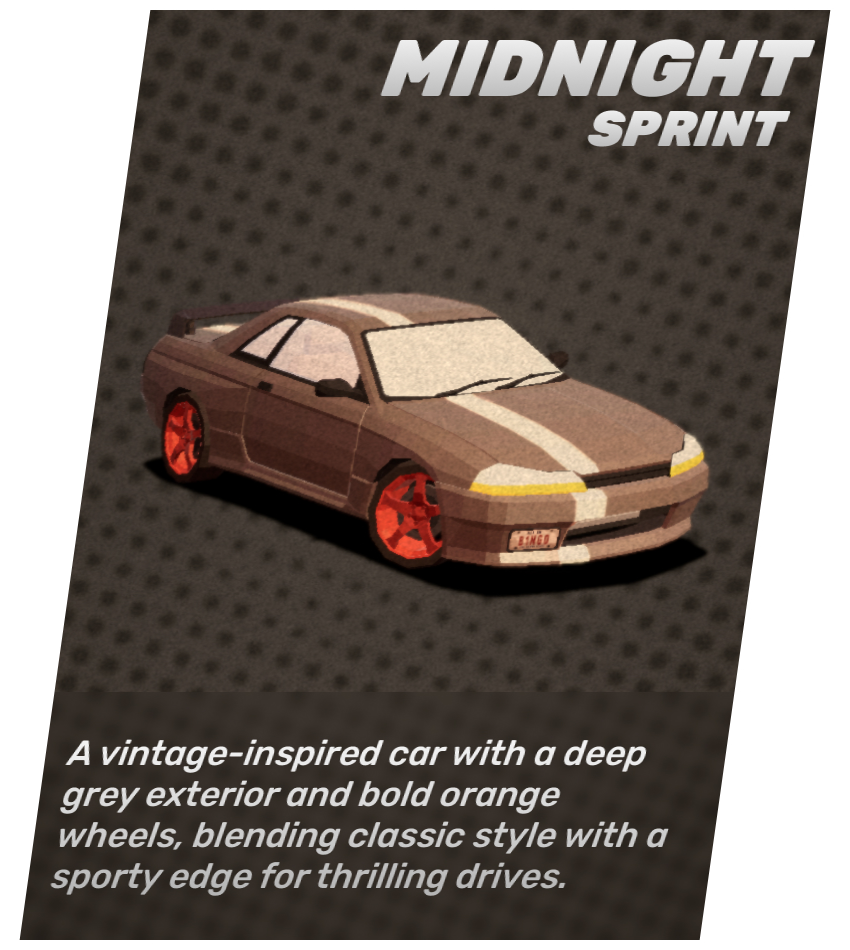 MIDNIGHT
SPRINT
B1NGO
A vintage-inspired car with a deep
grey exterior and bold orange
wheels, blending classic style with a
sporty edge for thrilling drives.